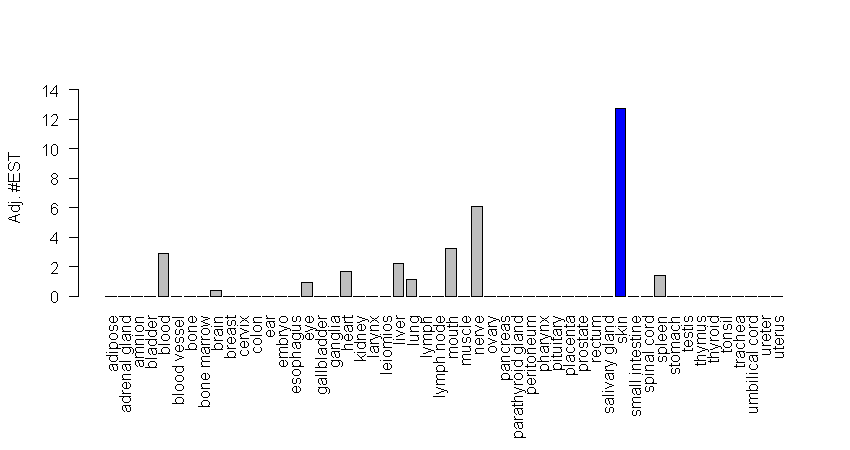 Adj. #EST
14
12
10
8
6
4
2
0
adipose
adrenal gland
amnion
bladder
blood
blood vessel
bone
bone marrow
brain
breast
cervix
colon
ear
embryo
esophagus
eye
gallbladder
ganglia
heart
kidney
larynx
leiomios
liver
lung
lymph
lymph node
mouth
muscle
nerve
ovary
pancreas
parathyroid gland
peritoneum
pharynx
pituitary
placenta
prostate
rectum
salivary gland
skin
small intestine
spinal cord
spleen
stomach
testis
thymus
thyroid
tonsil
trachea
umbilical cord
ureter
uterus